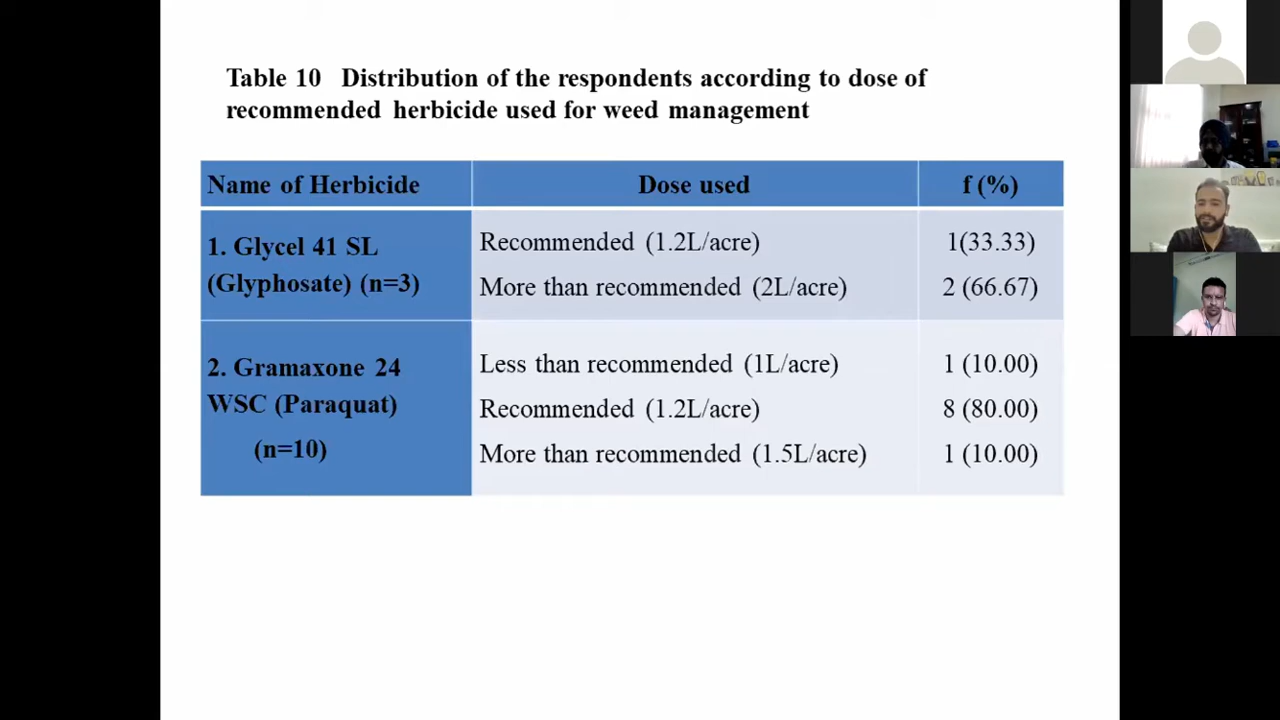 Table 10 Distribution of the respondents according to dose of
recommended herbicide used for weed management
Name of Herbicide Dose used f (%)
1. Glycel 41 SL
(Glyphosate) (n=3)
Recommended (1.2L/acre) 1(33.33)
More than recommended (2L/acre) 2 (66.67)
2. Gramaxone 24
WSC (Paraquat)
(n=10)
Less than recommended (1L/acre) 1 (10.00)
Recommended (1.2L/acre) 8 (80.00)
More than recommended (1.5L/acre) 1 (10.00)